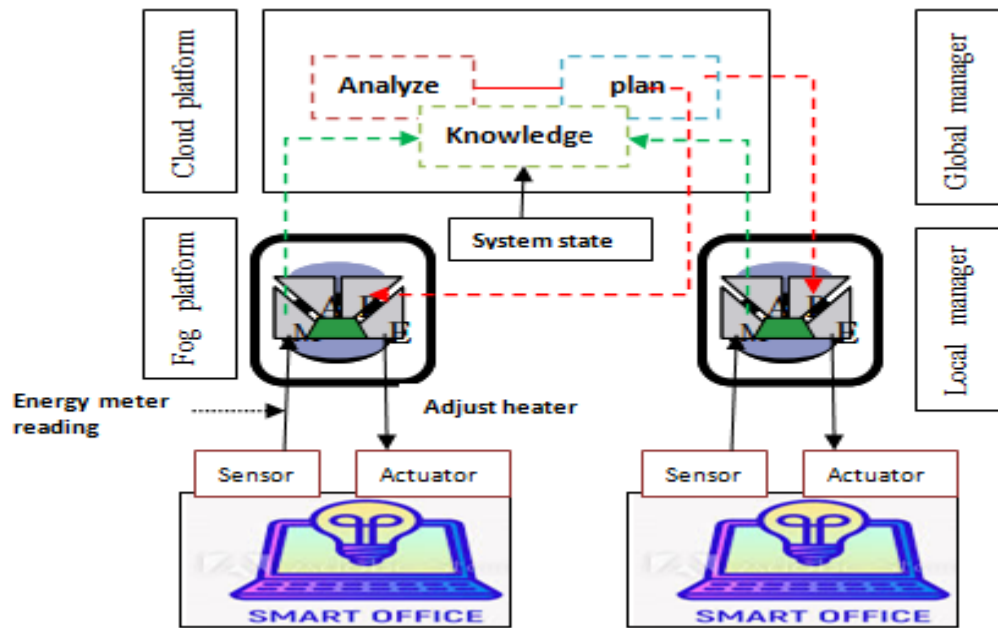 Cloud platform
Analyze
plan
Knowledge
Global manager
System state
Fog platform
M
A
P
E
M
A
P
E
Local manager
Energy meter
reading
Adjust heater
Sensor
Actuator
Sensor
Actuator
SMART OFFICE
SMART OFFICE